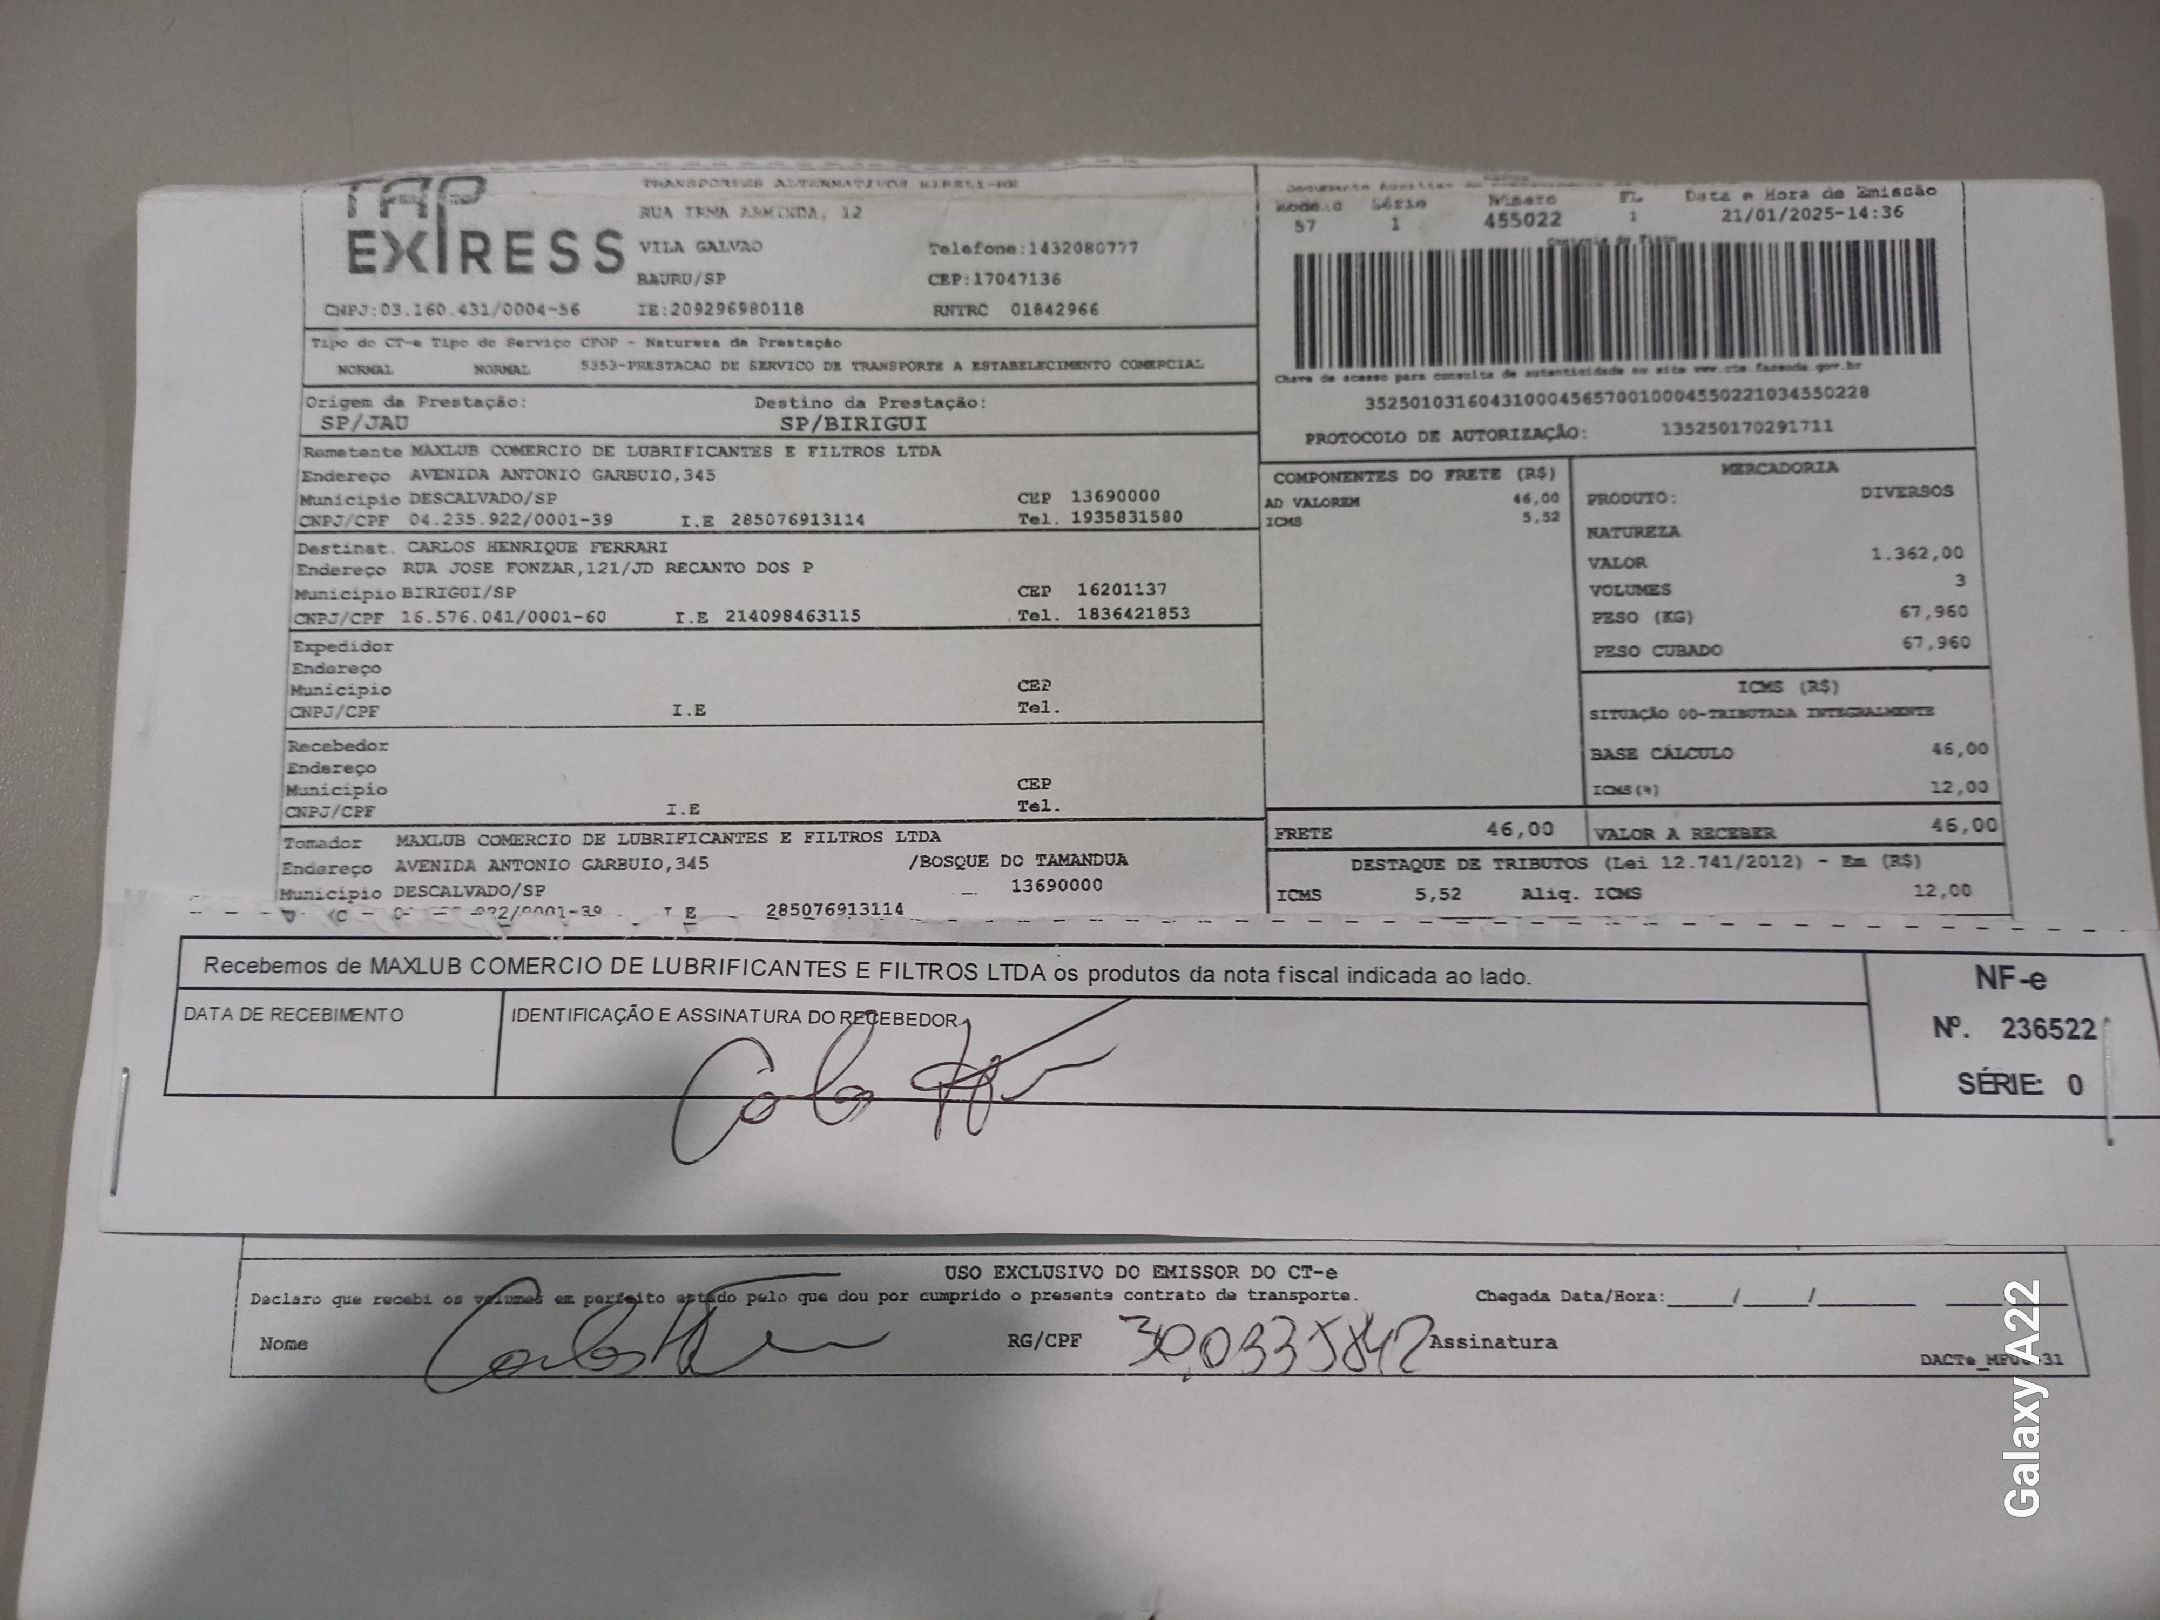 TAP
EXPRESS
RUA IRMA ARMINDA, 12
VILA GALVAO Telefone:1432080777
BAURU/SP CEP:17047136
CNPJ:03.160.431/0004-56 IE:209296980118 RNTRC 01842966
Modelo Série Número FL Data e Hora de Emissão
57 1 455022 1 21/01/2025-14:36
Controle do Fisco
Chave de acesso para consulta de autenticidade no site www.cte.fazenda.gov.br
35250103160431000456570010004550221034550228
PROTOCOLO DE AUTORIZAÇÃO: 135250170291711
Tipo do CT-e Tipo do Serviço CFOP - Natureza da Prestação
NORMAL NORMAL 5353-PRESTACAO DE SERVICO DE TRANSPORTE A ESTABELECIMENTO COMERCIAL
Origem da Prestação: Destino da Prestação:
SP/JAU SP/BIRIGUI
Remetente MAXLUB COMERCIO DE LUBRIFICANTES E FILTROS LTDA
Endereço AVENIDA ANTONIO GARBUIO,345
Município DESCALVADO/SP CEP 13690000
CNPJ/CPF 04.235.922/0001-39 I.E 285076913114 Tel. 1935831580
Destinat. CARLOS HENRIQUE FERRARI
Endereço RUA JOSE FONZAR,121/JD RECANTO DOS P
Município BIRIGUI/SP CEP 16201137
CNPJ/CPF 16.576.041/0001-60 I.E 214098463115 Tel. 1836421853
Expedidor
Endereço
Município CEP
CNPJ/CPF I.E Tel.
Recebedor
Endereço
Município CEP
CNPJ/CPF I.E Tel.
Tomador MAXLUB COMERCIO DE LUBRIFICANTES E FILTROS LTDA
Endereço AVENIDA ANTONIO GARBUIO,345 /BOSQUE DO TAMANDUA
Município DESCALVADO/SP 13690000
922/0001-39 I E 285076913114
COMPONENTES DO FRETE (R$)
AD VALOREM 46,00
ICMS 5,52
MERCADORIA
PRODUTO: DIVERSOS
NATUREZA
VALOR 1.362,00
VOLUMES 3
PESO (KG) 67,960
PESO CUBADO 67,960
ICMS (R$)
SITUAÇÃO 00-TRIBUTADA INTEGRALMENTE
BASE CÁLCULO 46,00
ICMS(%) 12,00
FRETE 46,00 VALOR A RECEBER 46,00
DESTAQUE DE TRIBUTOS (Lei 12.741/2012) - Em (R$)
ICMS 5,52 Aliq. ICMS 12,00
Recebemos de MAXLUB COMERCIO DE LUBRIFICANTES E FILTROS LTDA os produtos da nota fiscal indicada ao lado.
DATA DE RECEBIMENTO IDENTIFICAÇÃO E ASSINATURA DO RECEBEDOR
Carlos
NF-e
Nº. 236522
SÉRIE: 0
USO EXCLUSIVO DO EMISSOR DO CT-e
Declaro que recebi os volumes em perfeito estado pelo que dou por cumprido o presente contrato de transporte. Chegada Data/Hora:_____/_____/_______
Nome Carlos RG/CPF Assinatura
Galaxy A22